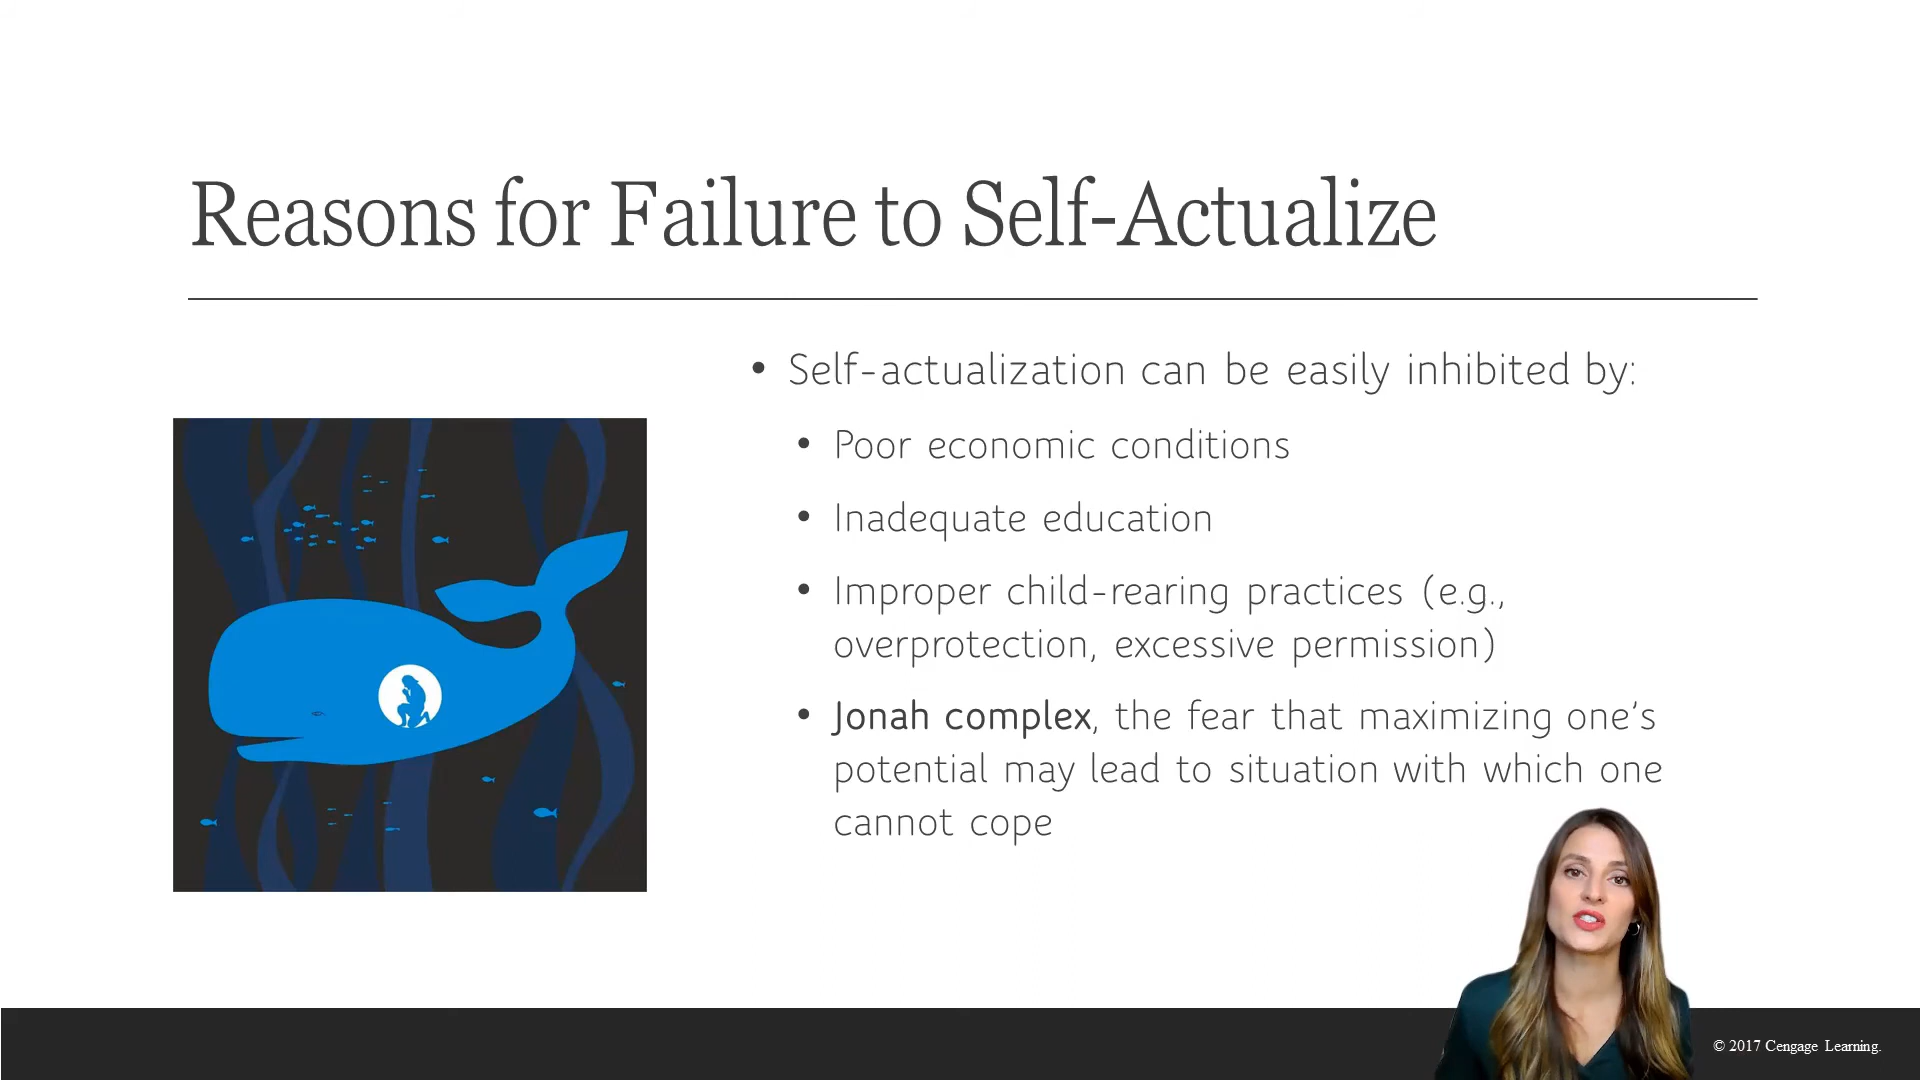 Reasons for Failure to Self-Actualize
• Self-actualization can be easily inhibited by:
• Poor economic conditions
• Inadequate education
• Improper child-rearing practices (e.g.,
overprotection, excessive permission)
• Jonah complex, the fear that maximizing one's
potential may lead to situation with which one
cannot cope
© 2017 Cengage Learning.